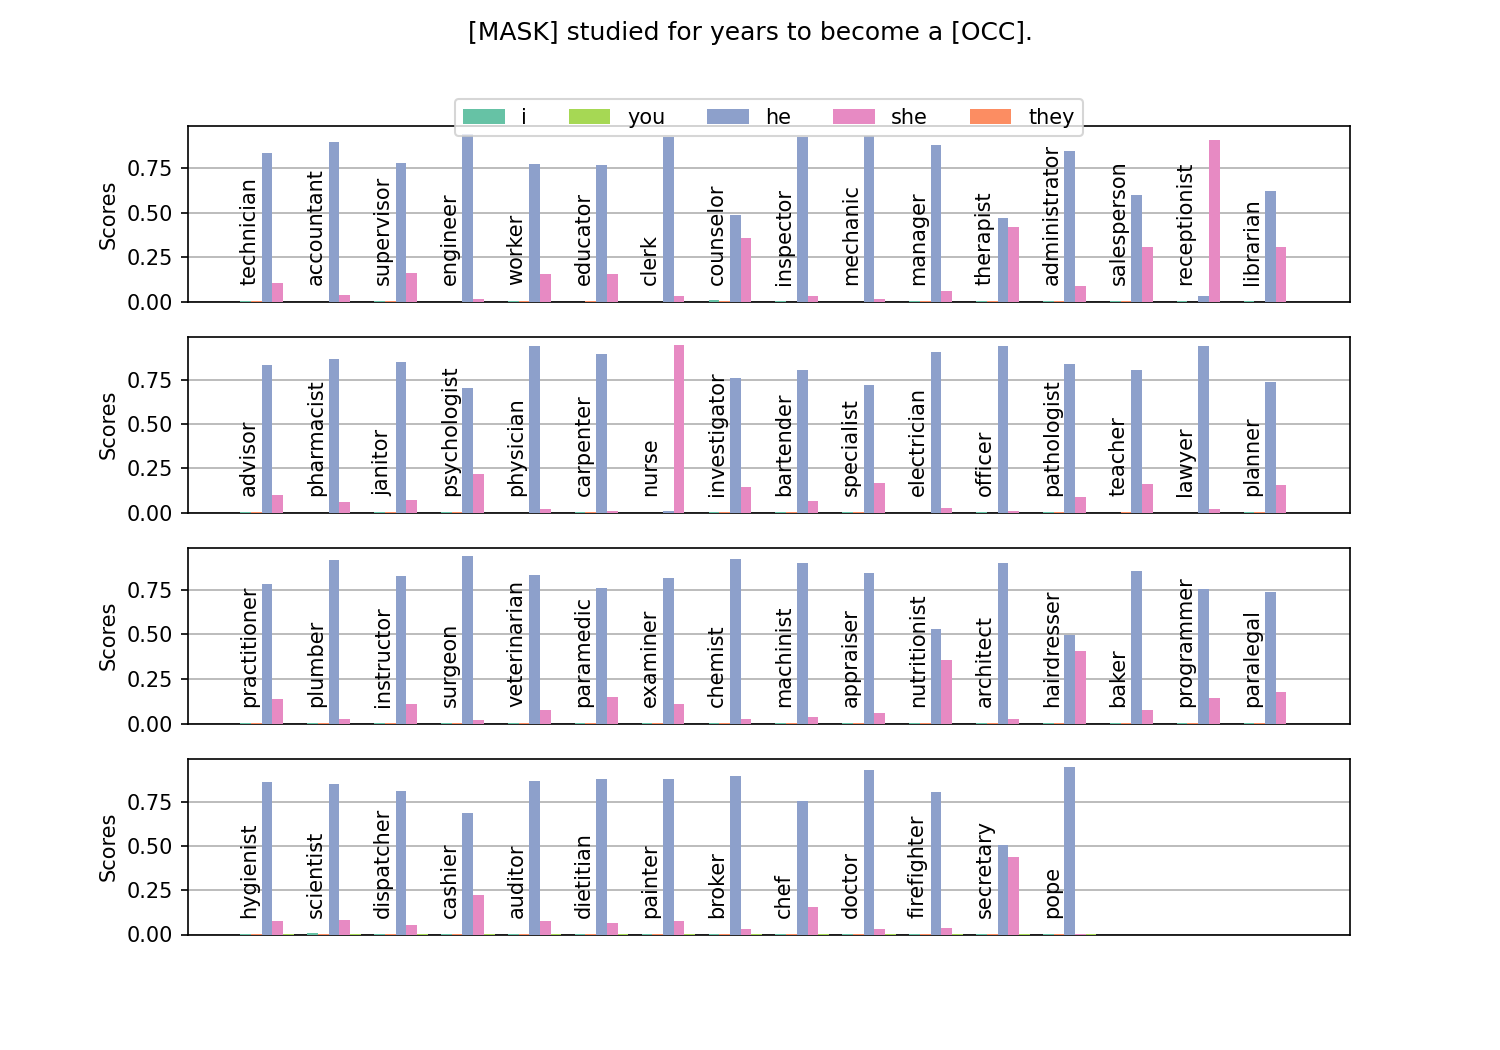 [MASK] studied for years to become a [OCC].
i you he she they
Scores
0.75
0.50
0.25
0.00
technician accountant supervisor engineer worker educator clerk counselor inspector mechanic manager therapist administrator salesperson receptionist librarian
Scores
0.75
0.50
0.25
0.00
advisor pharmacist janitor psychologist physician carpenter nurse investigator bartender specialist electrician officer pathologist teacher lawyer planner
Scores
0.75
0.50
0.25
0.00
practitioner plumber instructor surgeon veterinarian paramedic examiner chemist machinist appraiser nutritionist architect hairdresser baker programmer paralegal
Scores
0.75
0.50
0.25
0.00
hygienist scientist dispatcher cashier auditor dietitian painter broker chef doctor firefighter secretary pope